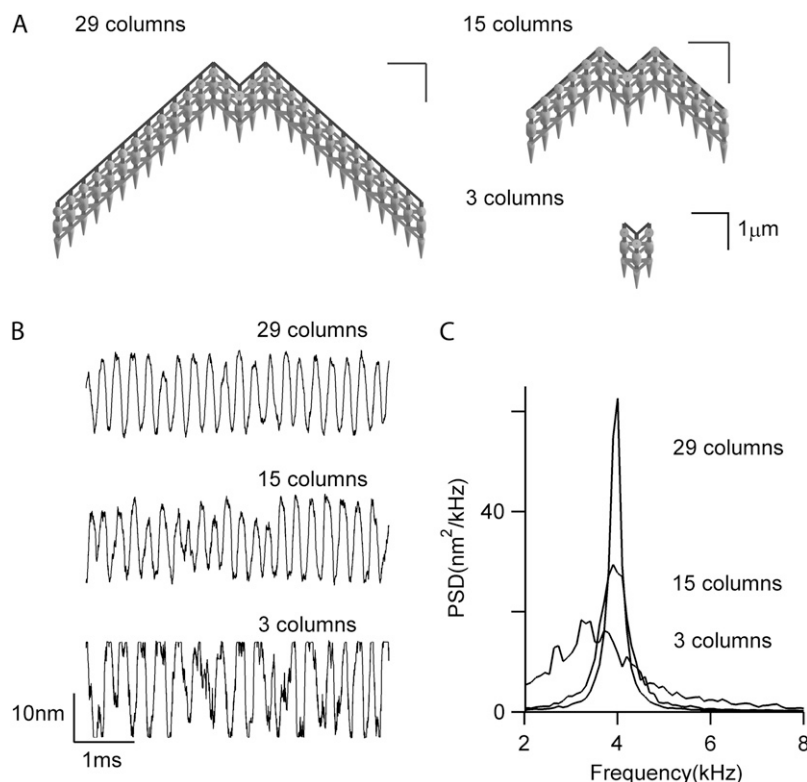 A
29 columns
15 columns
3 columns
1μm
B
29 columns
15 columns
3 columns
10nm
1ms
C
PSD(nm²/kHz)
40
0
29 columns
15 columns
3 columns
2
4
6
8
Frequency(kHz)